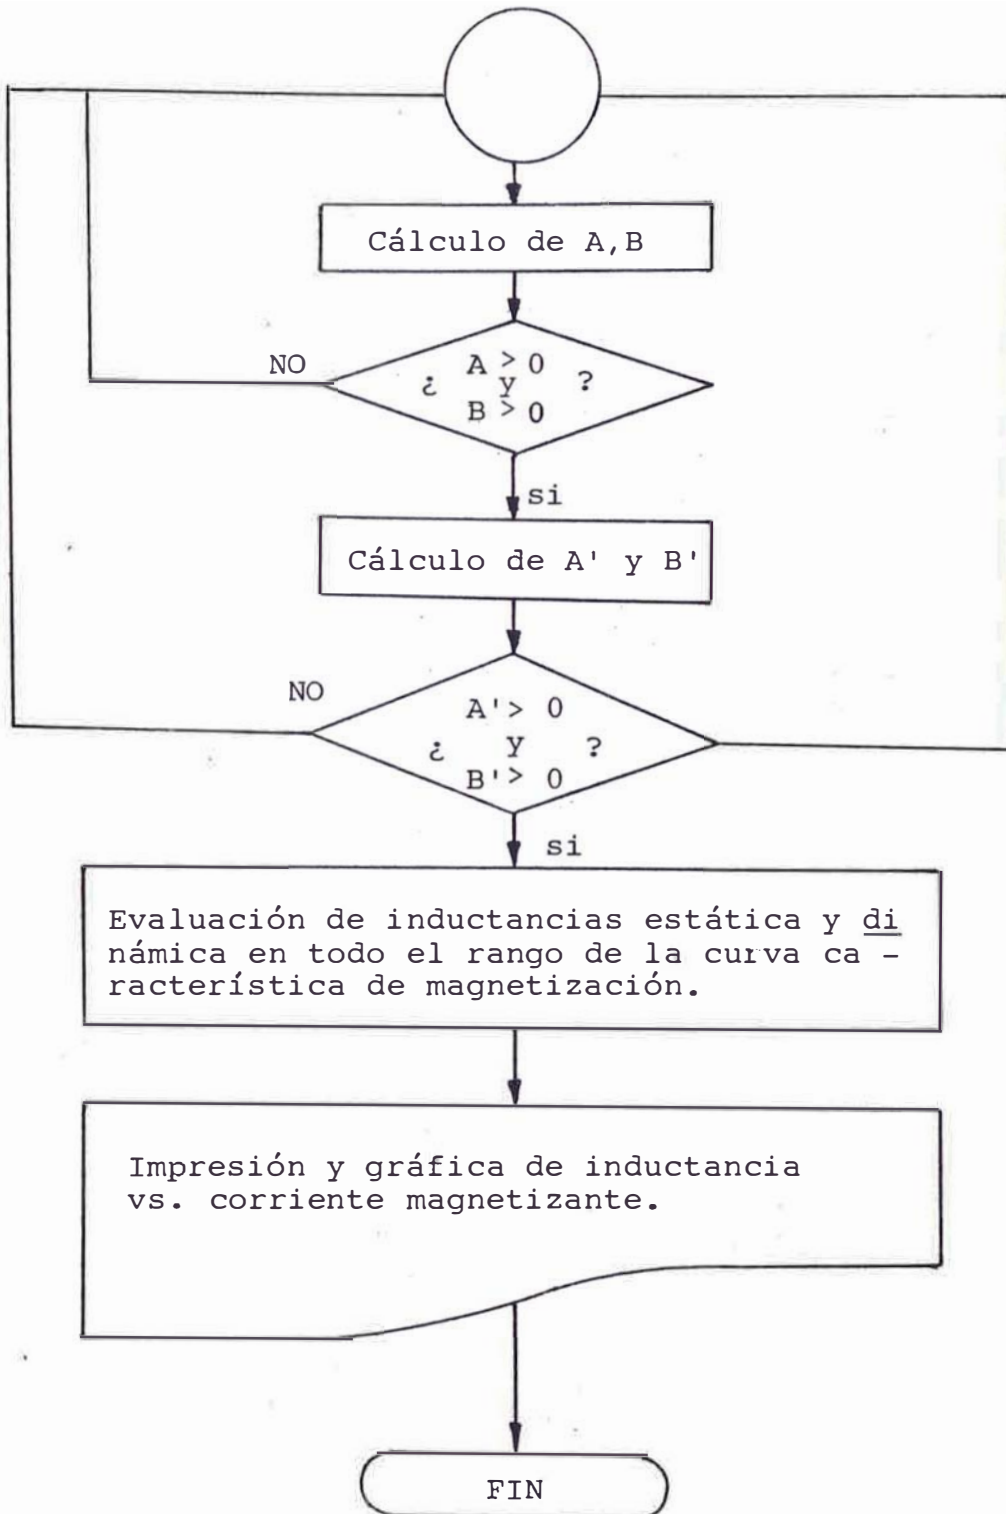 Cálculo de A,B
NO
A > 0
¿ y ?
B > 0
si
Cálculo de A' y B'
NO
A'> 0
¿ y ?
B'> 0
si
Evaluación de inductancias estática y di
námica en todo el rango de la curva ca -
racterística de magnetización.
Impresión y gráfica de inductancia
vs. corriente magnetizante.
FIN